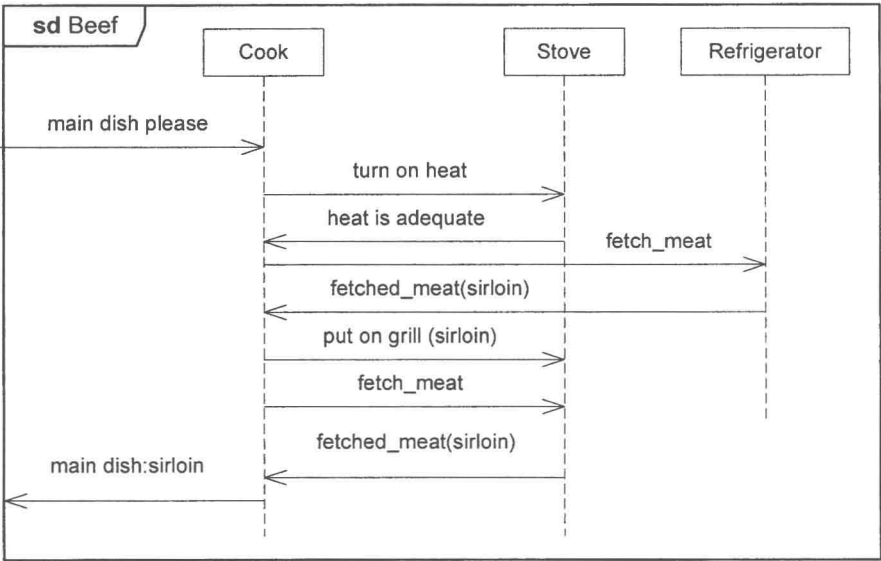 sd Beef
Cook
Stove
Refrigerator
main dish please
turn on heat
heat is adequate
fetch_meat
fetched_meat(sirloin)
put on grill (sirloin)
fetch_meat
fetched_meat(sirloin)
main dish:sirloin